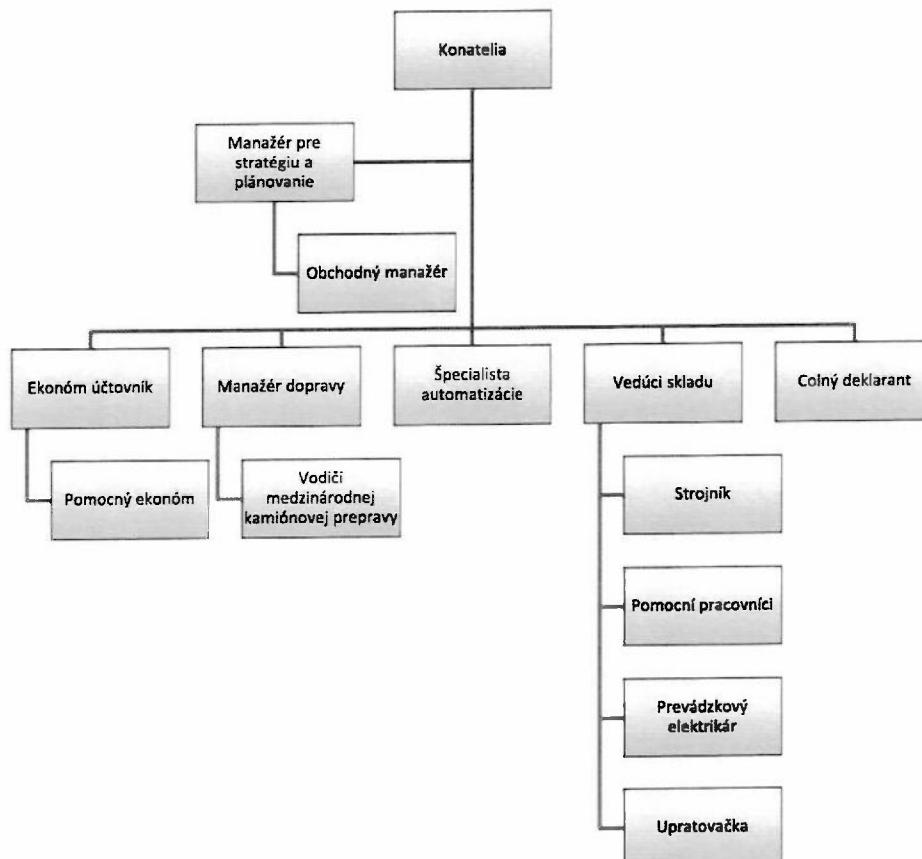 Konatelia
Manažér pre
stratégiu a
plánovanie
Obchodný manažér
Ekonóm účtovník
Manažér dopravy
Špecialista
automatizácie
Vedúci skladu
Colný deklarant
Pomocný ekonóm
Vodiči
medzinárodnej
kamiónovej prepravy
Strojník
Pomocní pracovníci
Prevádzkový
elektrikár
Upratovačka